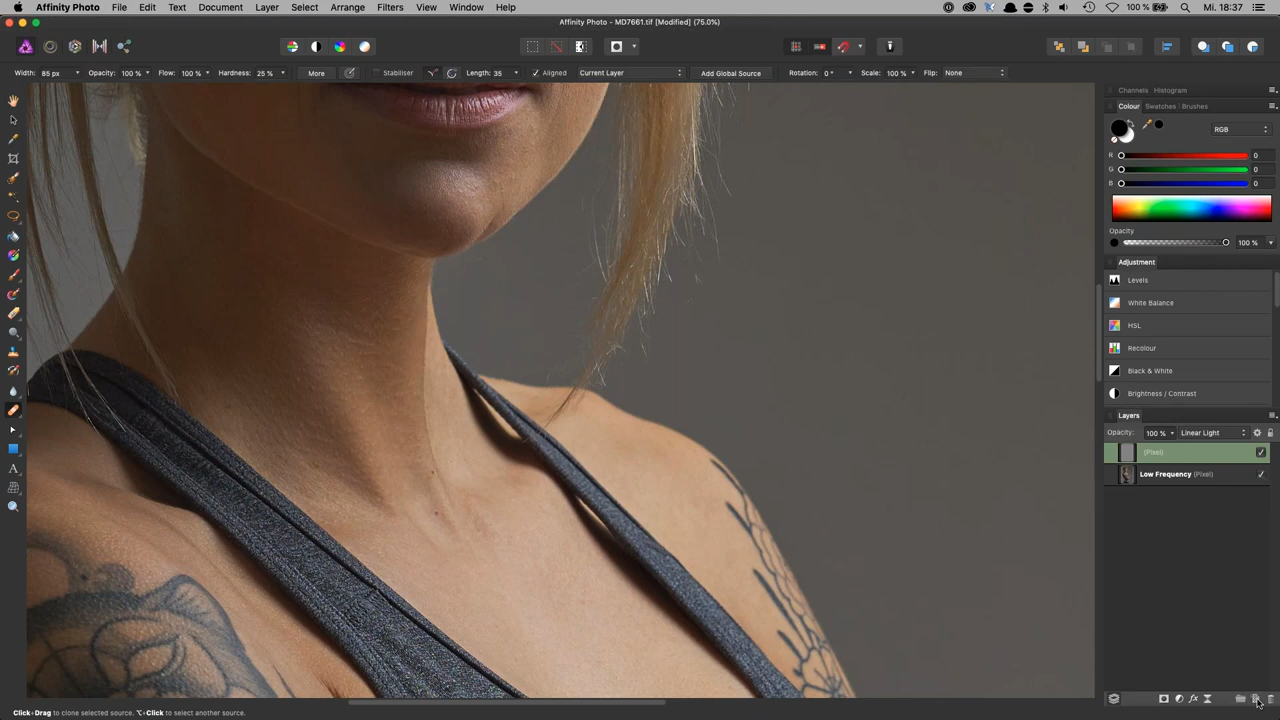 Affinity Photo File Edit Text Document Layer Select Arrange Filters View Window Help 100 % Mi. 18:37
Affinity Photo - MD7661.tif [Modified] (75.0%)
Width: 85 px Opacity: 100 % Flow: 100 % Hardness: 25 % More Stabiliser Length: 35 Aligned Current Layer Add Global Source Rotation: 0° Scale: 100 % Flip: None
Channels Histogram
Colour Swatches Brushes
RGB
R 0
G 0
B 0
Opacity
100 %
Adjustment
Levels
White Balance
HSL
Recolour
Black & White
Brightness / Contrast
Layers
Opacity: 100 % Linear Light
(Pixel)
Low Frequency (Pixel)
Click+Drag to clone selected source. ⌥+Click to select another source.